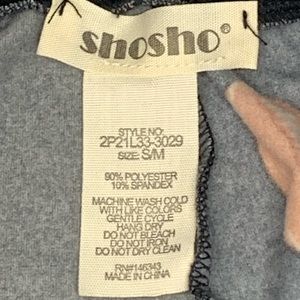 shosho®
STYLE NO:
2P21L33-3029
SIZE: S/M
90% POLYESTER
10% SPANDEX
MACHINE WASH COLD
WITH LIKE COLORS
GENTLE CYCLE
HANG DRY
DO NOT BLEACH
DO NOT IRON
DO NOT DRY CLEAN
RN#146343
MADE IN CHINA